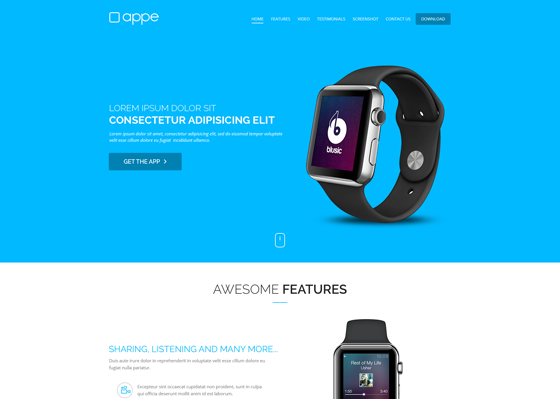 appe
HOME FEATURES VIDEO TESTIMONIALS SCREENSHOT CONTACT US DOWNLOAD
LOREM IPSUM DOLOR SIT
CONSECTETUR ADIPISICING ELIT
Lorem ipsum dolor sit amet, consectetur adipiscing elit, sed do eiusmod tempor voluptate
velit esse cillum dolore eu fugiat. incididunt ullamco.
GET THE APP
blusic
AWESOME FEATURES
SHARING, LISTENING AND MANY MORE...
Duis aute irure dolor in reprehenderit in voluptate velit esse cillum dolore eu
fugiat nulla pariatur.
Excepteur sint occaecat cupidatat non proident, sunt in culpa
qui officia deserunt mollit anim id est laborum.
Rest of My Life
Usher
1:55